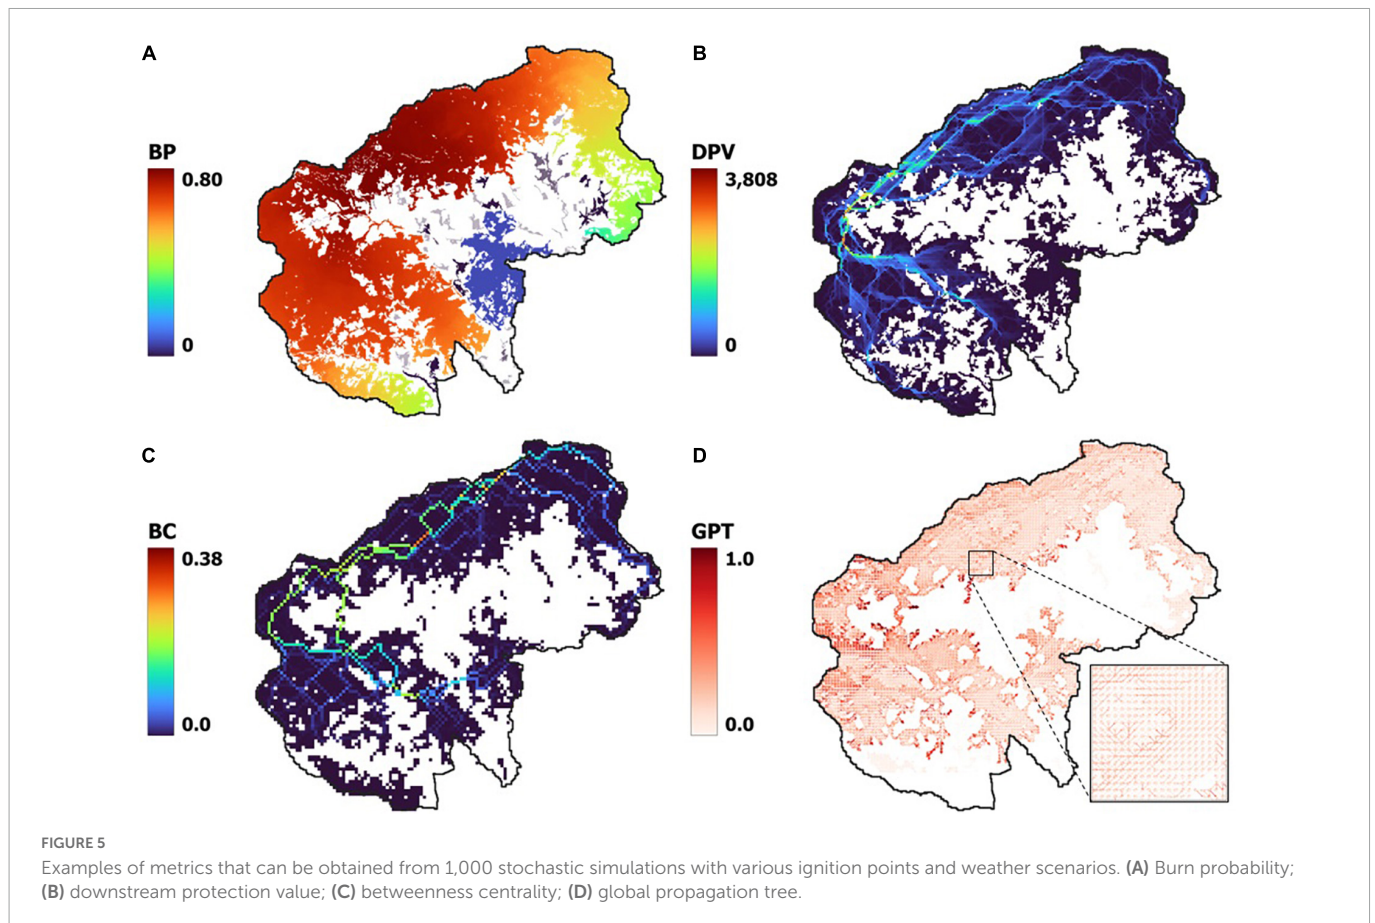 A
BP
0.80
0
B
DPV
3,808
0
C
BC
0.38
0.0
D
GPT
1.0
0.0
FIGURE 5
Examples of metrics that can be obtained from 1,000 stochastic simulations with various ignition points and weather scenarios. (A) Burn probability;
(B) downstream protection value; (C) betweenness centrality; (D) global propagation tree.